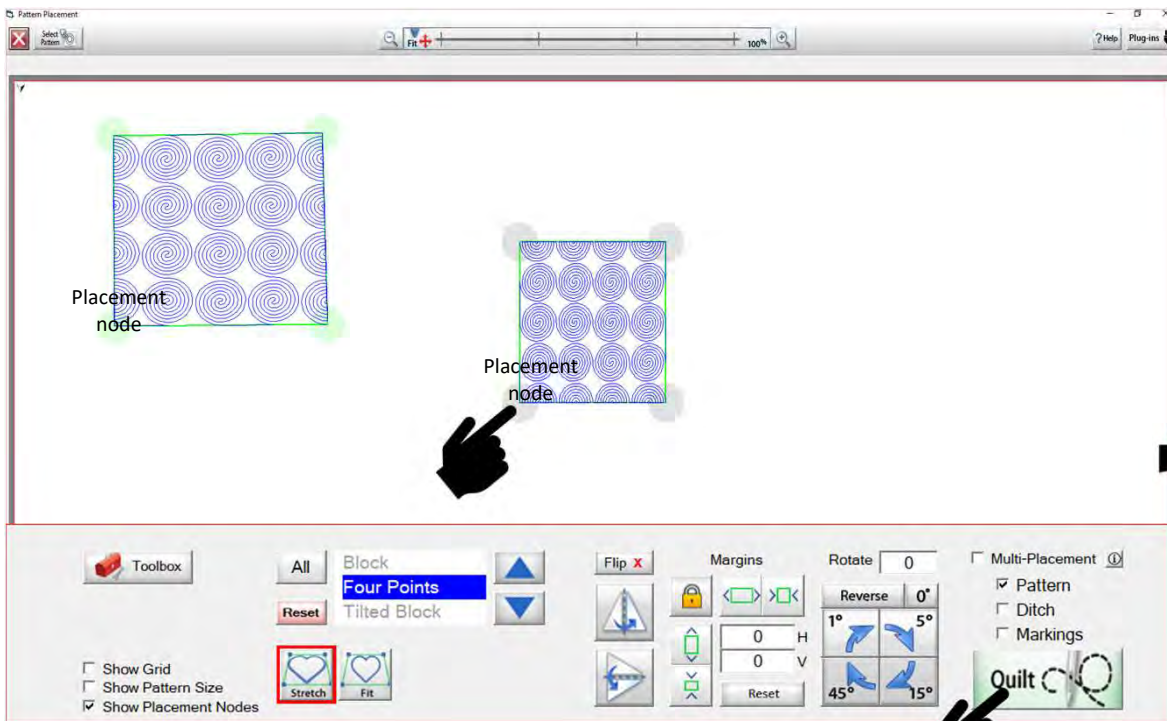 Pattern Placement
Select
Pattern
Fit
100%
? Help
Plug-ins
Placement
node
Placement
node
Toolbox
All
Block
Four Points
Tilted Block
Reset
Stretch
Fit
Show Grid
Show Pattern Size
Show Placement Nodes
Flip X
Margins
0 H
0 V
Reset
Rotate 0
Reverse 0°
1° 5°
45° 15°
Multi-Placement
Pattern
Ditch
Markings
Quilt